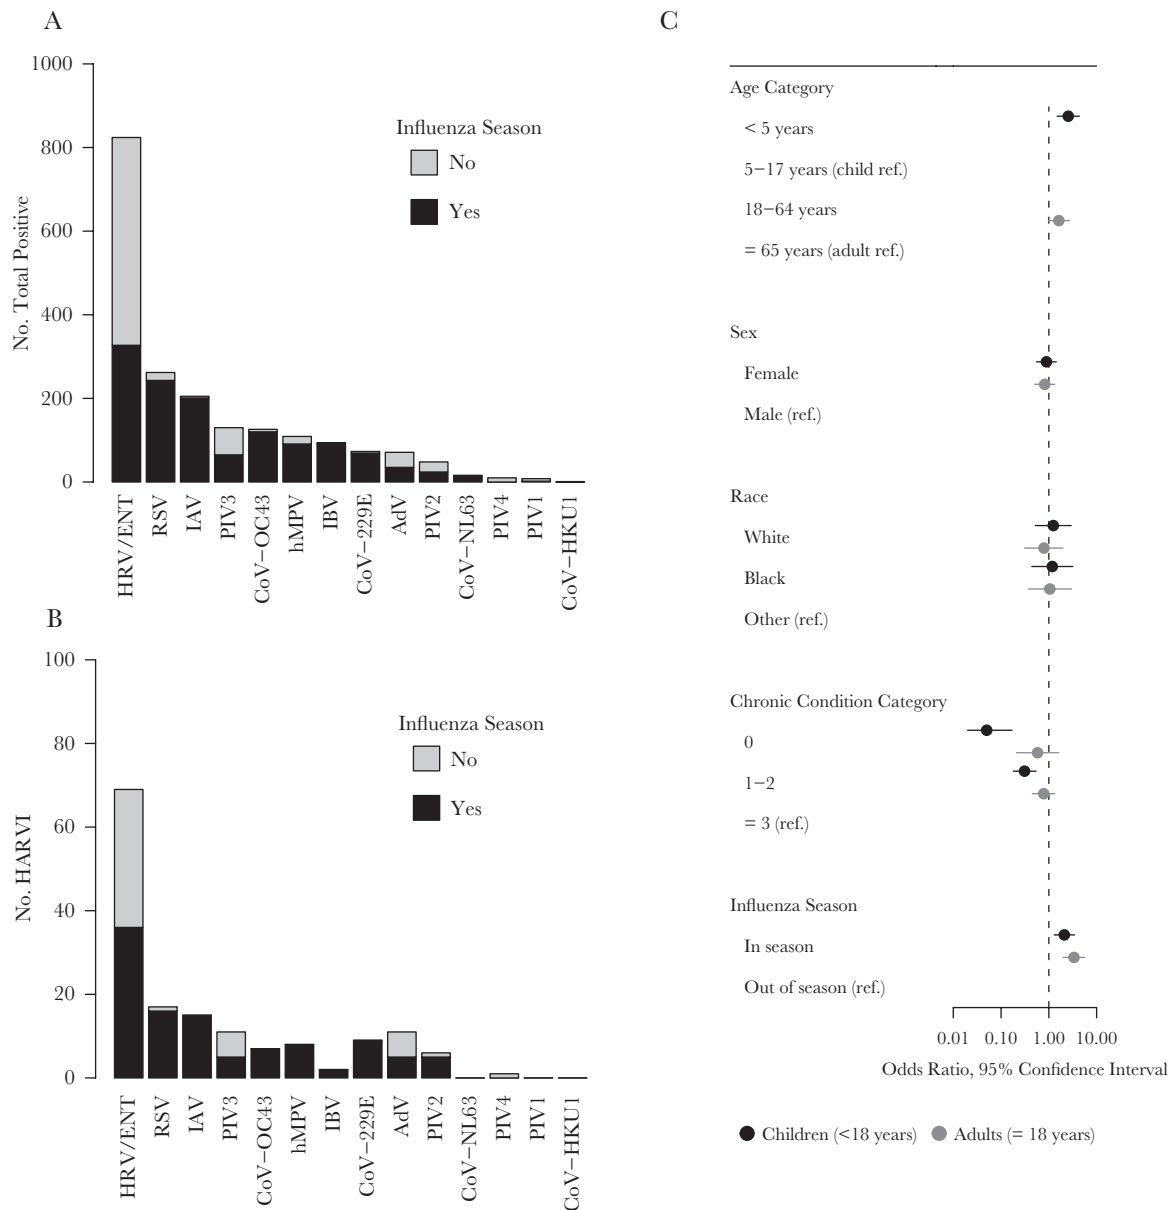 A
1000
800
600
400
200
0
No. Total Positive
Influenza Season
No
Yes
HRV/ENT
RSV
IAV
PIV3
CoV−OC43
hMPV
IBV
CoV−229E
AdV
PIV2
CoV−NL63
PIV4
PIV1
CoV−HKU1
B
100
80
60
40
20
0
No. HARVI
Influenza Season
No
Yes
HRV/ENT
RSV
IAV
PIV3
CoV−OC43
hMPV
IBV
CoV−229E
AdV
PIV2
CoV−NL63
PIV4
PIV1
CoV−HKU1
C
Age Category
< 5 years
5−17 years (child ref.)
18−64 years
= 65 years (adult ref.)
Sex
Female
Male (ref.)
Race
White
Black
Other (ref.)
Chronic Condition Category
0
1−2
= 3 (ref.)
Influenza Season
In season
Out of season (ref.)
0.01 0.10 1.00 10.00
Odds Ratio, 95% Confidence Interval
Children (<18 years) Adults (= 18 years)